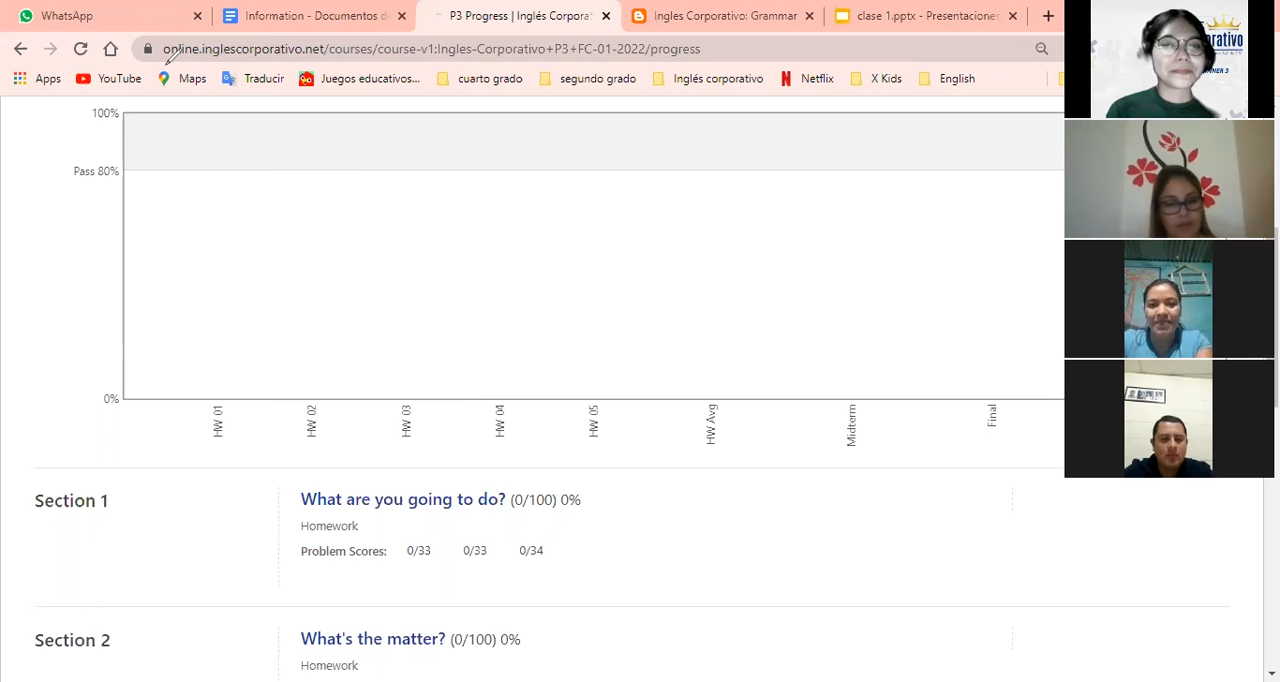 WhatsApp
Information - Documentos d
P3 Progress | Inglés Corporat
Ingles Corporativo: Grammar
clase 1.pptx - Presentaciones
online.inglescorporativo.net/courses/course-v1:Ingles-Corporativo+P3+FC-01-2022/progress
Apps YouTube Maps Traducir Juegos educativos... cuarto grado segundo grado Inglés corporativo Netflix X Kids English
100%
Pass 80%
0%
HW 01
HW 02
HW 03
HW 04
HW 05
HW Avg
Midterm
Final
Section 1
What are you going to do? (0/100) 0%
Homework
Problem Scores: 0/33 0/33 0/34
Section 2
What's the matter? (0/100) 0%
Homework
orativo